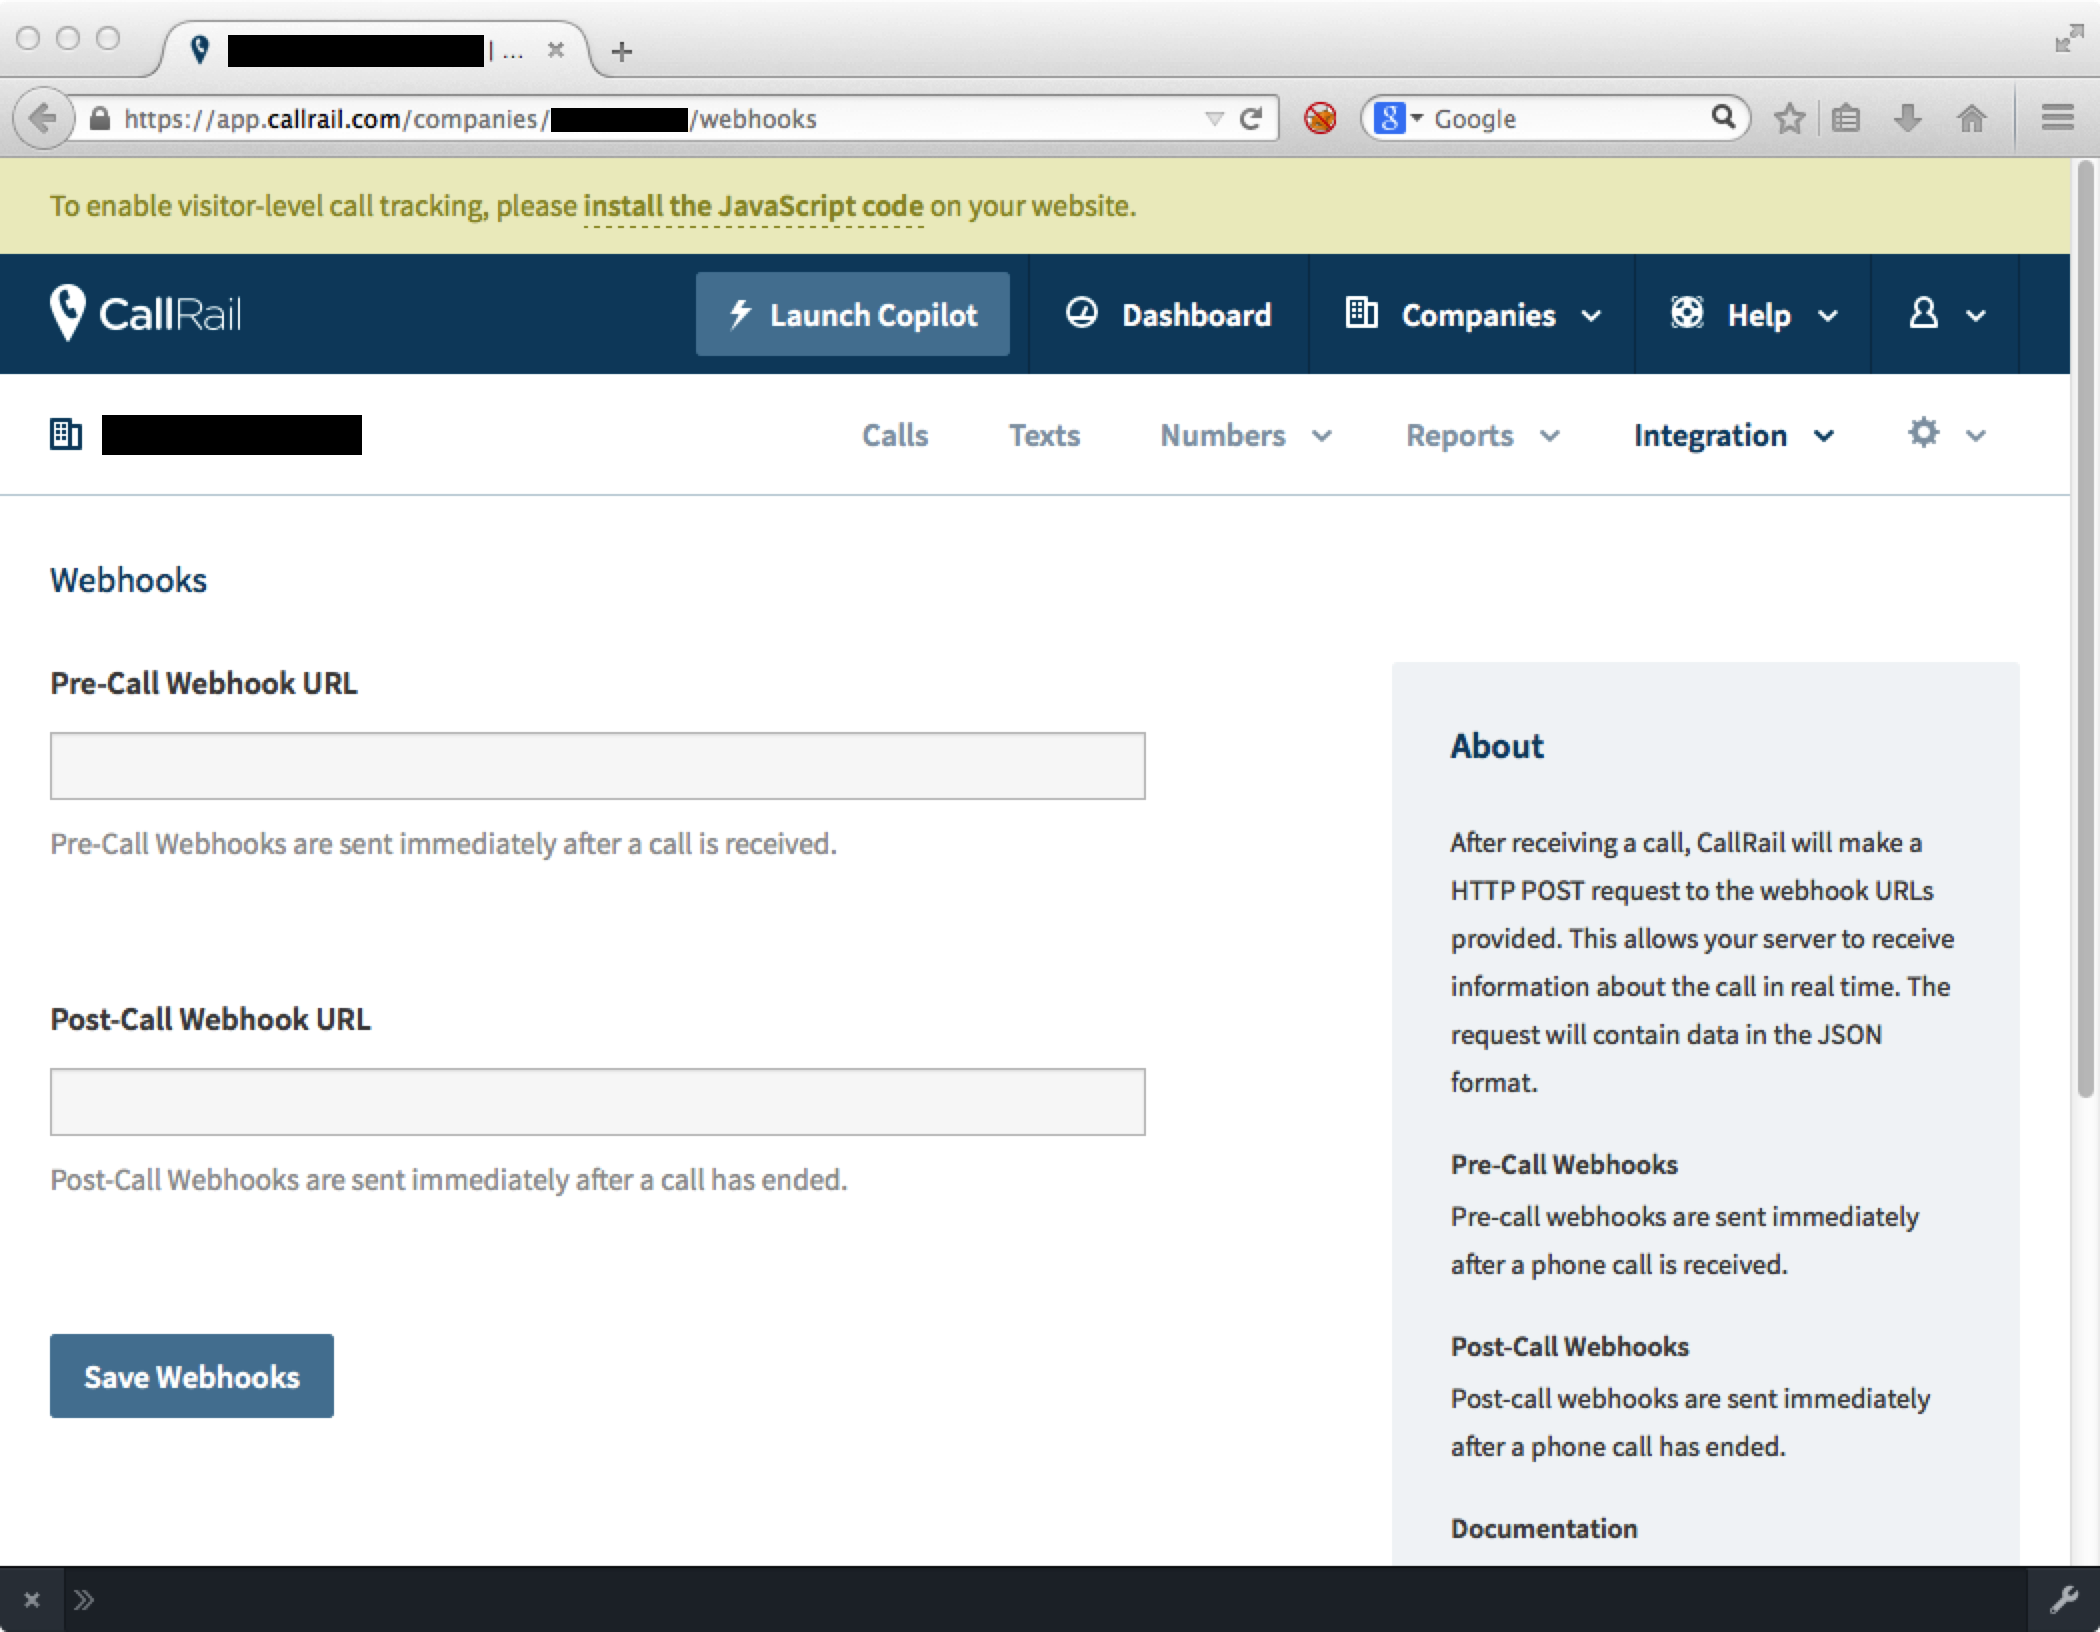 | ...
https://app.callrail.com/companies/ /webhooks
Google
To enable visitor-level call tracking, please install the JavaScript code on your website.
CallRail
Launch Copilot
Dashboard
Companies
Help
Calls
Texts
Numbers
Reports
Integration
Webhooks
Pre-Call Webhook URL
Pre-Call Webhooks are sent immediately after a call is received.
Post-Call Webhook URL
Post-Call Webhooks are sent immediately after a call has ended.
Save Webhooks
About
After receiving a call, CallRail will make a
HTTP POST request to the webhook URLs
provided. This allows your server to receive
information about the call in real time. The
request will contain data in the JSON
format.
Pre-Call Webhooks
Pre-call webhooks are sent immediately
after a phone call is received.
Post-Call Webhooks
Post-call webhooks are sent immediately
after a phone call has ended.
Documentation